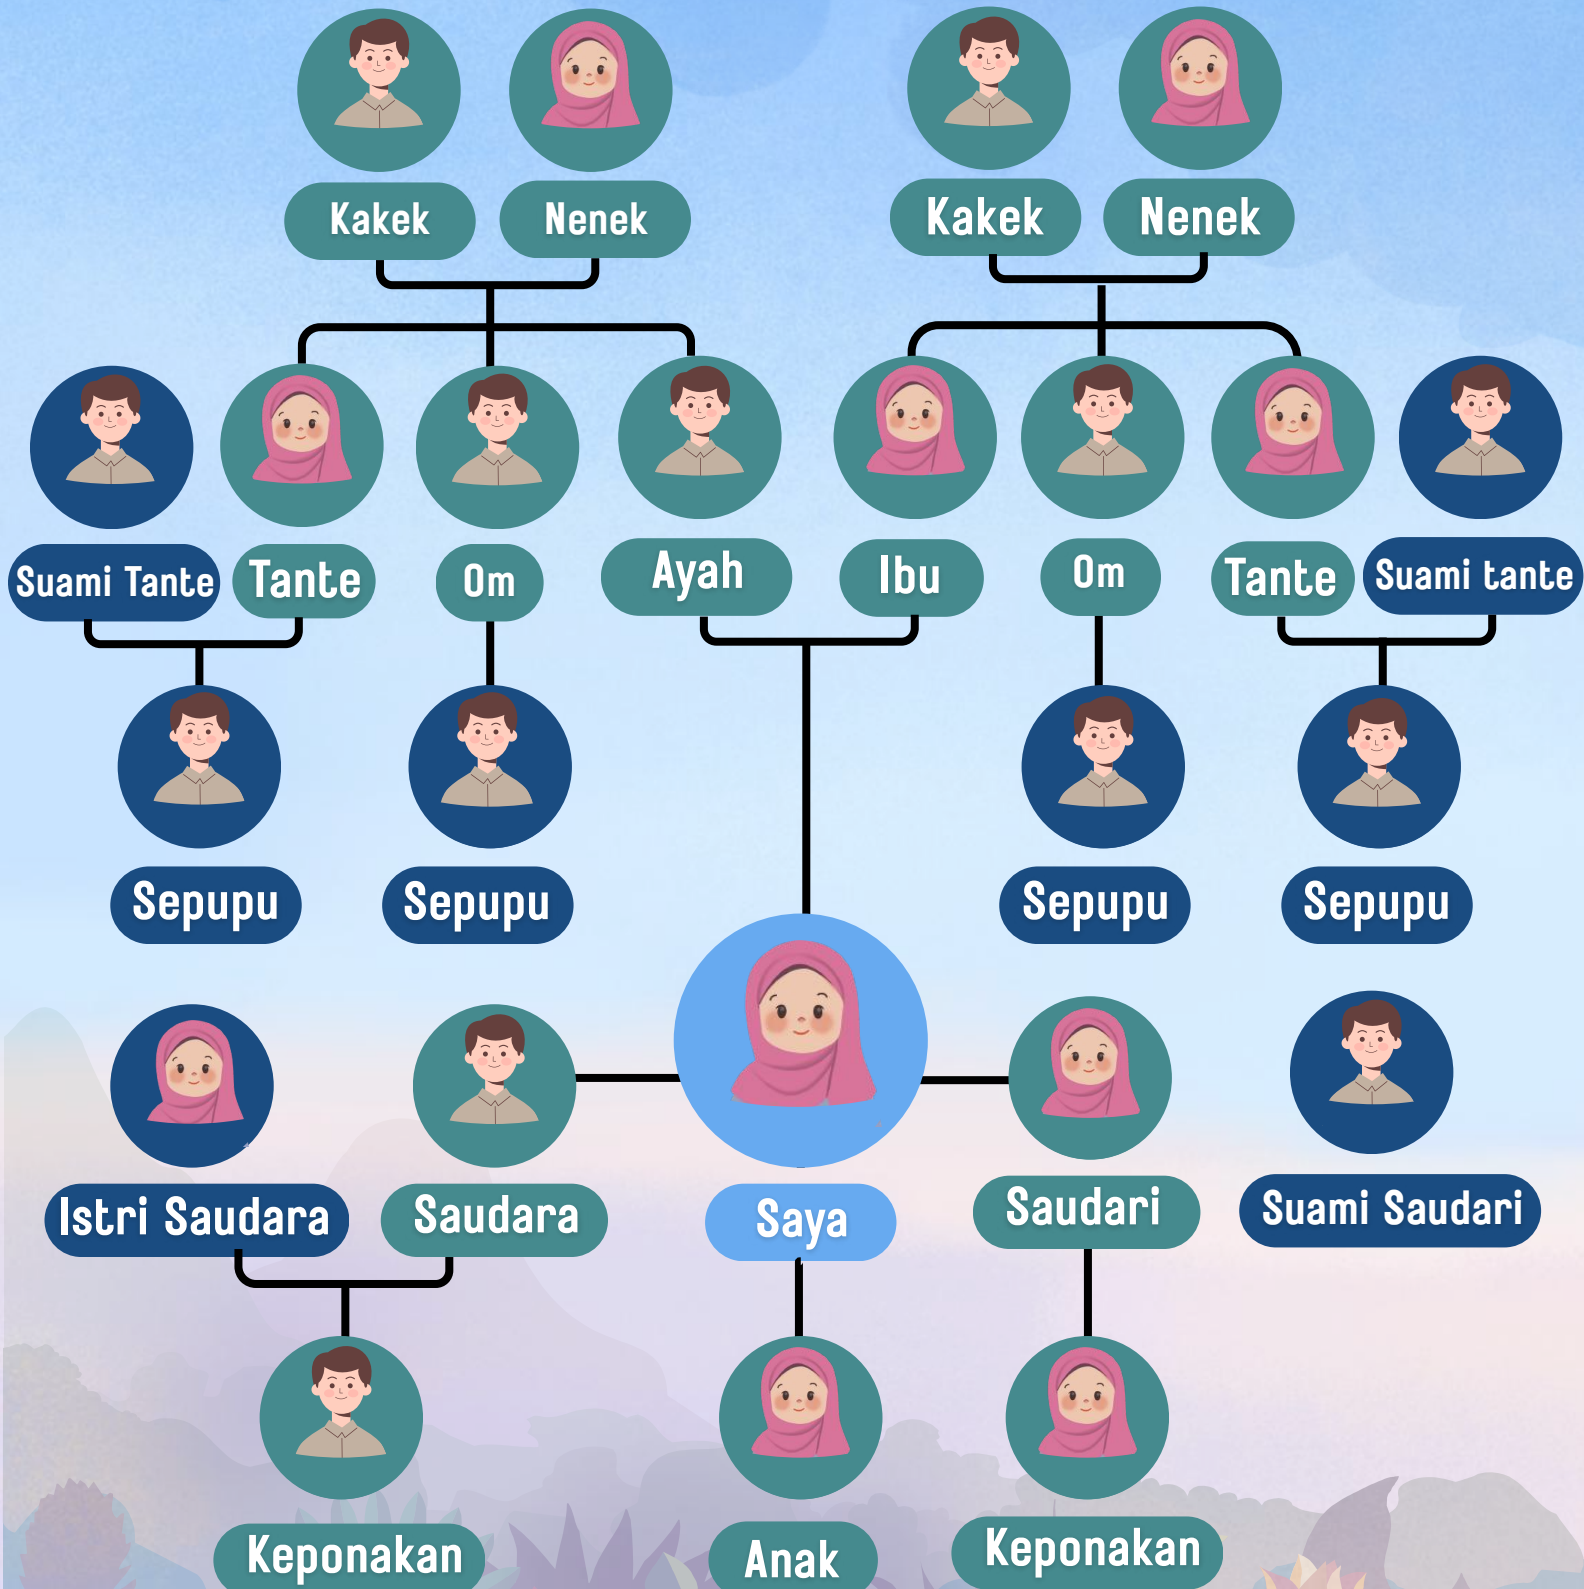 Kakek
Nenek
Kakek
Nenek
Suami Tante
Tante
Om
Ayah
Ibu
Om
Tante
Suami tante
Sepupu
Sepupu
Sepupu
Sepupu
Istri Saudara
Saudara
Saya
Saudari
Suami Saudari
Keponakan
Anak
Keponakan